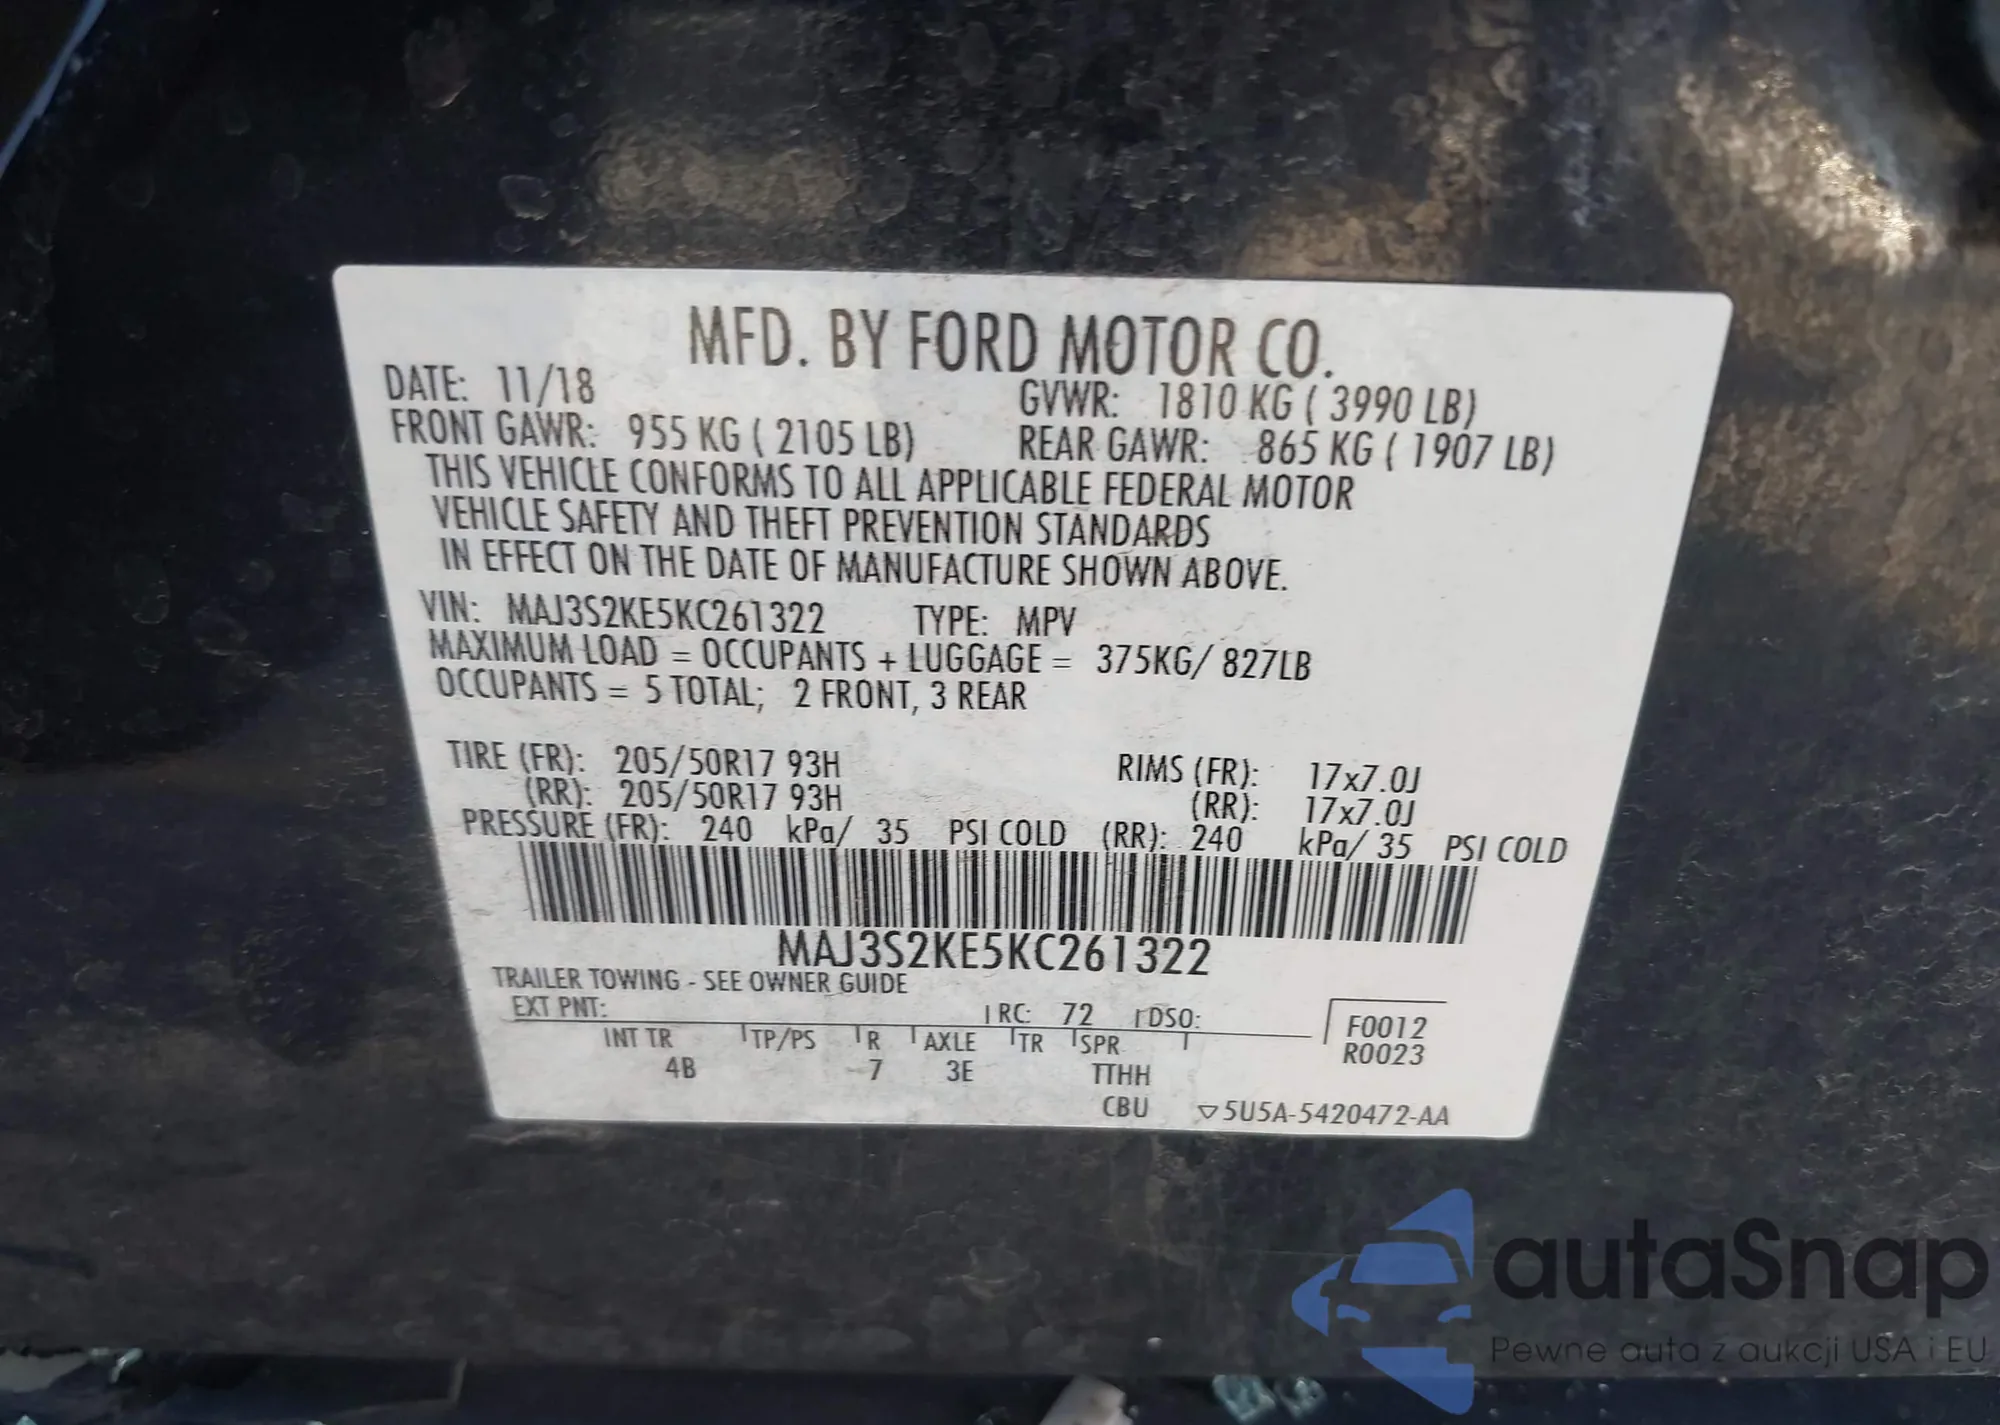 MFD. BY FORD MOTOR CO.
DATE: 11/18 GVWR: 1810 KG ( 3990 LB)
FRONT GAWR: 955 KG ( 2105 LB) REAR GAWR: 865 KG ( 1907 LB)
THIS VEHICLE CONFORMS TO ALL APPLICABLE FEDERAL MOTOR
VEHICLE SAFETY AND THEFT PREVENTION STANDARDS
IN EFFECT ON THE DATE OF MANUFACTURE SHOWN ABOVE.
VIN: MAJ3S2KE5KC261322 TYPE: MPV
MAXIMUM LOAD = OCCUPANTS + LUGGAGE = 375KG/ 827LB
OCCUPANTS = 5 TOTAL; 2 FRONT, 3 REAR
TIRE (FR): 205/50R17 93H RIMS (FR): 17x7.0J
(RR): 205/50R17 93H (RR): 17x7.0J
PRESSURE (FR): 240 kPa/ 35 PSI COLD (RR): 240 kPa/ 35 PSI COLD
MAJ3S2KE5KC261322
TRAILER TOWING - SEE OWNER GUIDE
EXT PNT: RC: 72 DSO: F0012
INT TR TP/PS R AXLE TR SPR R0023
4B 7 3E TTHH
CBU ▽5U5A-5420472-AA
autaSnap
Pewne auta z aukcji USA i EU